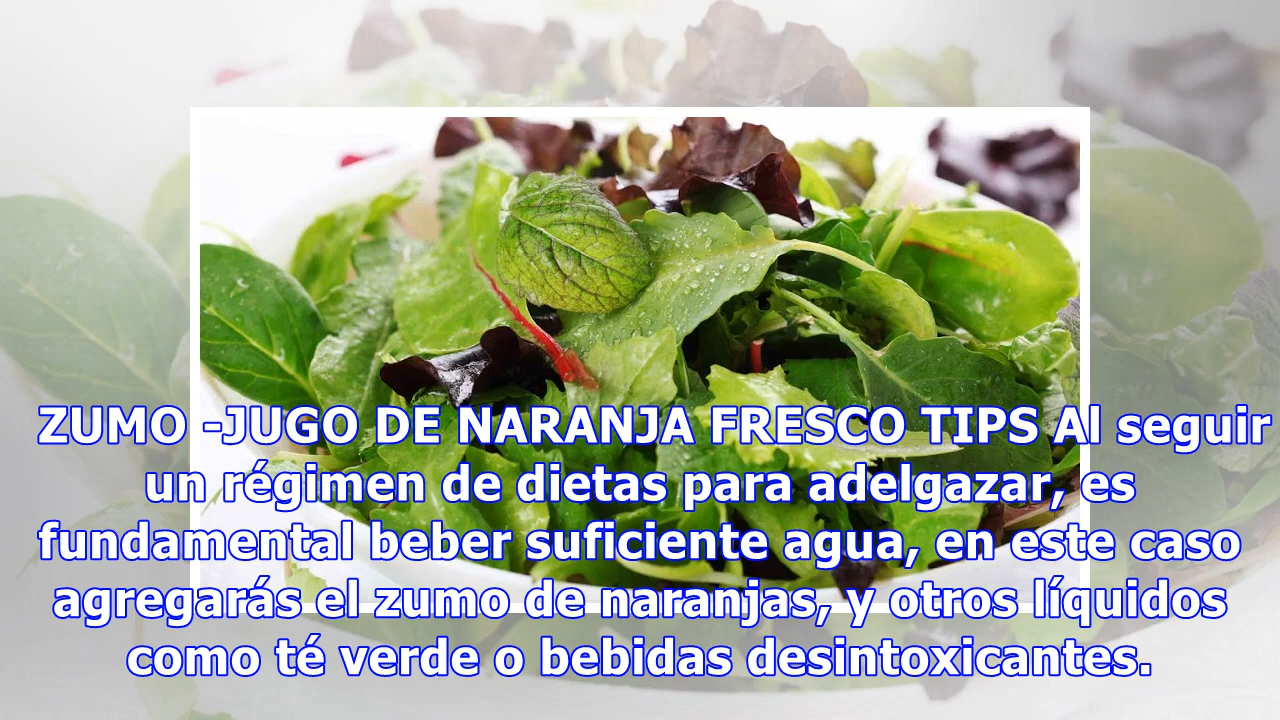 ZUMO -JUGO DE NARANJA FRESCO TIPS Al seguir
un régimen de dietas para adelgazar, es
fundamental beber suficiente agua, en este caso
agregarás el zumo de naranjas, y otros líquidos
como té verde o bebidas desintoxicantes.